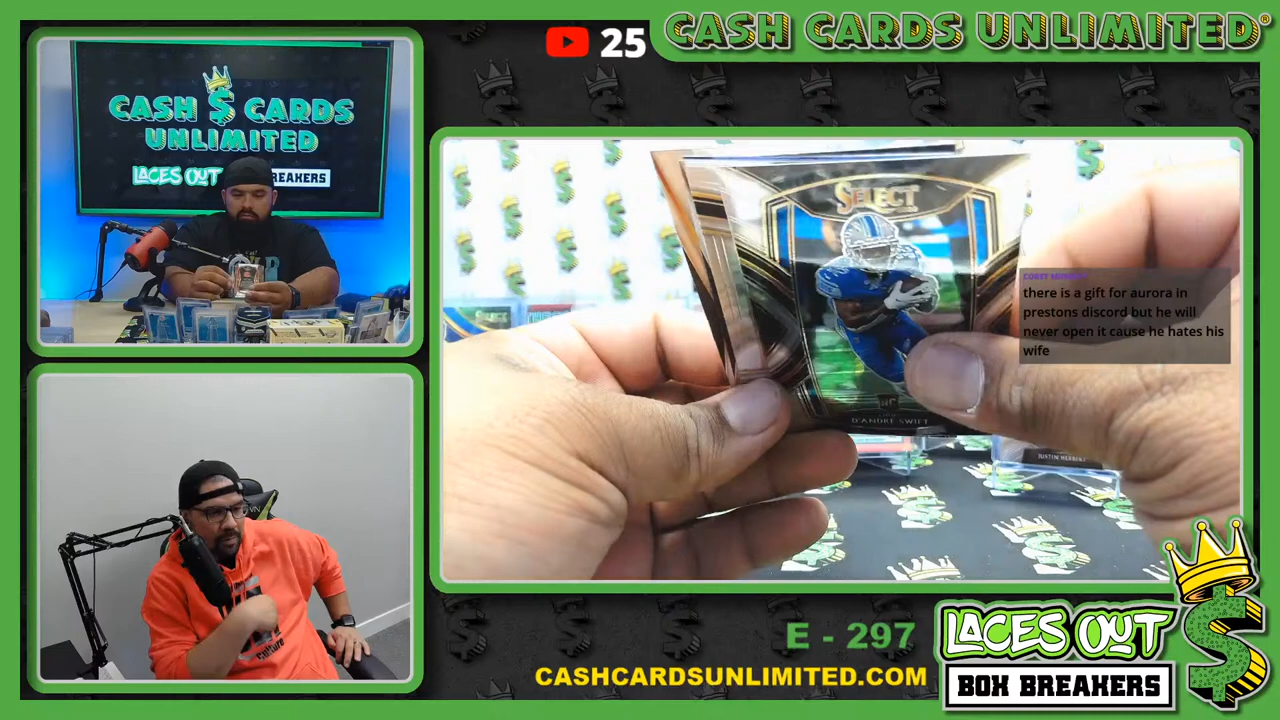 25
CASH CARDS UNLIMITED®
CASH $ CARDS
UNLIMITED
LACES OUT
BREAKERS
SELECT
RC
D'ANDRE SWIFT
there is a gift for aurora in
prestons discord but he will
never open it cause he hates his
wife
JUSTIN HERBERT
E - 297
CASHCARDSUNLIMITED.COM
LACES OUT
BOX BREAKERS